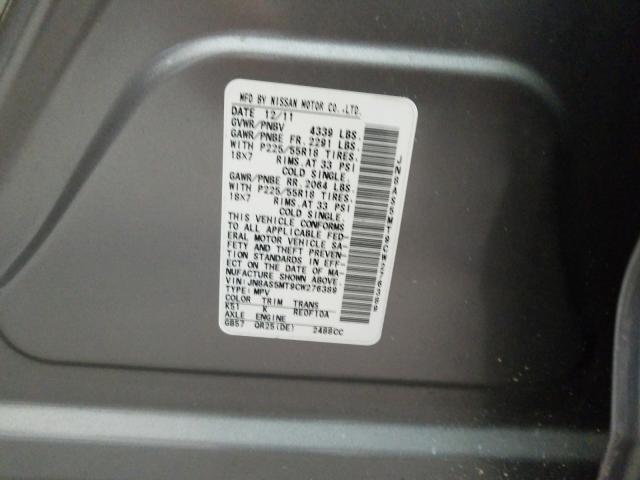 MFD BY NISSAN MOTOR CO.,LTD.
DATE 12/11
GVWR/PNBV 4339 LBS.
GAWR/PNBE FR. 2291 LBS.
WITH P225/55R18 TIRES.
18X7 RIMS.AT 33 PSI
COLD SINGLE.
GAWR/PNBE RR. 2064 LBS.
WITH P225/55R18 TIRES.
18X7 RIMS.AT 33 PSI
COLD SINGLE.
THIS VEHICLE CONFORMS
TO ALL APPLICABLE FED-
ERAL MOTOR VEHICLE SA-
FETY AND THEFT PREVEN-
TION STANDARDS IN EFF-
ECT ON THE DATE OF MA-
NUFACTURE SHOWN ABOVE.
VIN:JN8AS5MT9CW276389
TYPE:MPV
COLOR TRIM TRANS
K51 K RE0F10A
AXLE ENGINE
GB57 QR25(DE) 2488CC
JN8AS5MT9CW276389